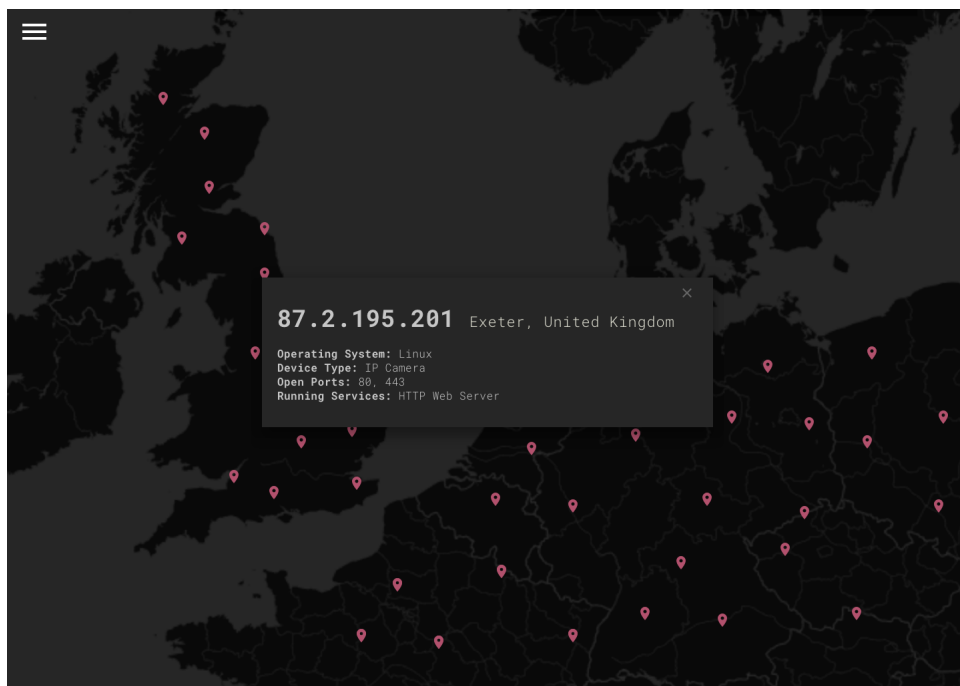 87.2.195.201 Exeter, United Kingdom
Operating System: Linux
Device Type: IP Camera
Open Ports: 80, 443
Running Services: HTTP Web Server